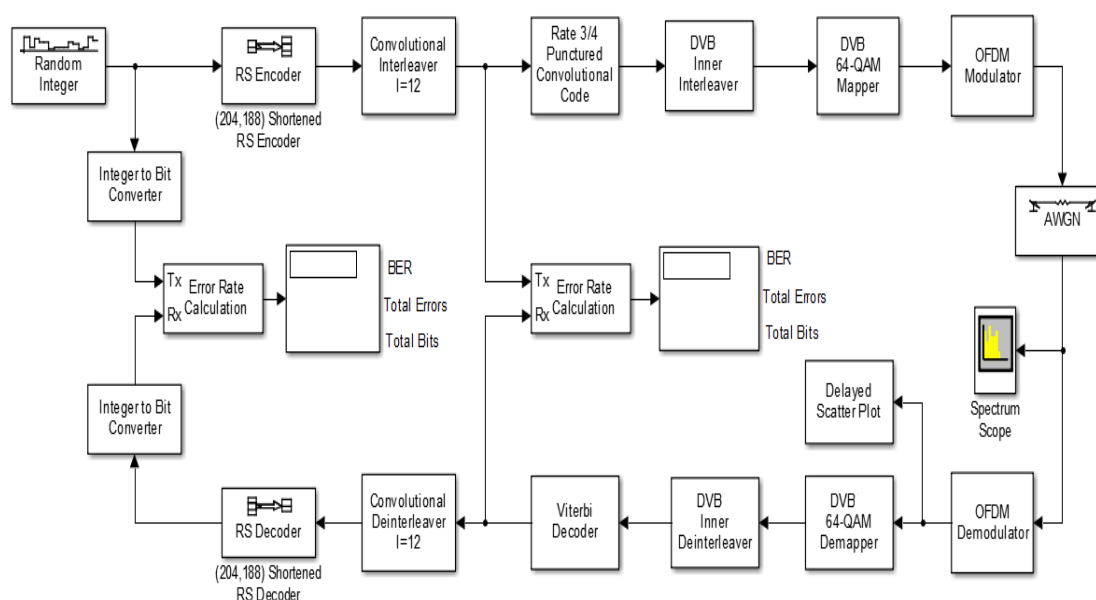 Random
Integer
RS Encoder
(204,188) Shortened
RS Encoder
Convolutional
Interleaver
I=12
Rate 3/4
Punctured
Convolutional
Code
DVB
Inner
Interleaver
DVB
64-QAM
Mapper
OFDM
Modulator
Integer to Bit
Converter
AWGN
Tx
Rx
Error Rate
Calculation
BER
Total Errors
Total Bits
Tx
Rx
Error Rate
Calculation
BER
Total Errors
Total Bits
Spectrum
Scope
Delayed
Scatter Plot
Integer to Bit
Converter
RS Decoder
(204,188) Shortened
RS Decoder
Convolutional
Deinterleaver
I=12
Viterbi
Decoder
DVB
Inner
Deinterleaver
DVB
64-QAM
Demapper
OFDM
Demodulator